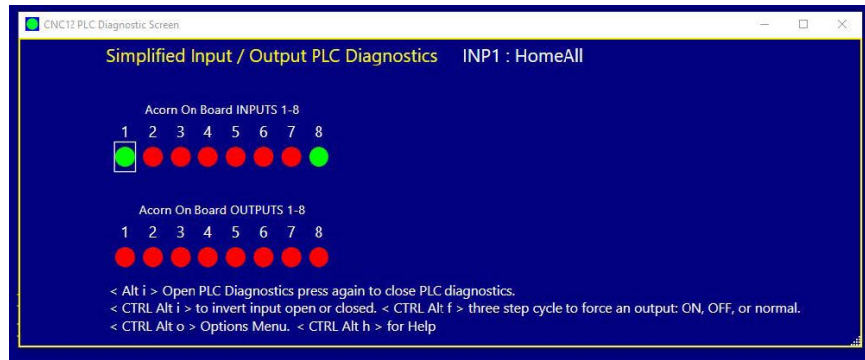 CNC12 PLC Diagnostic Screen
Simplified Input / Output PLC Diagnostics INP1 : HomeAll
Acorn On Board INPUTS 1-8
1 2 3 4 5 6 7 8
Acorn On Board OUTPUTS 1-8
1 2 3 4 5 6 7 8
< Alt i > Open PLC Diagnostics press again to close PLC diagnostics.
< CTRL Alt i > to invert input open or closed. < CTRL Alt f > three step cycle to force an output: ON, OFF, or normal.
< CTRL Alt o > Options Menu. < CTRL Alt h > for Help